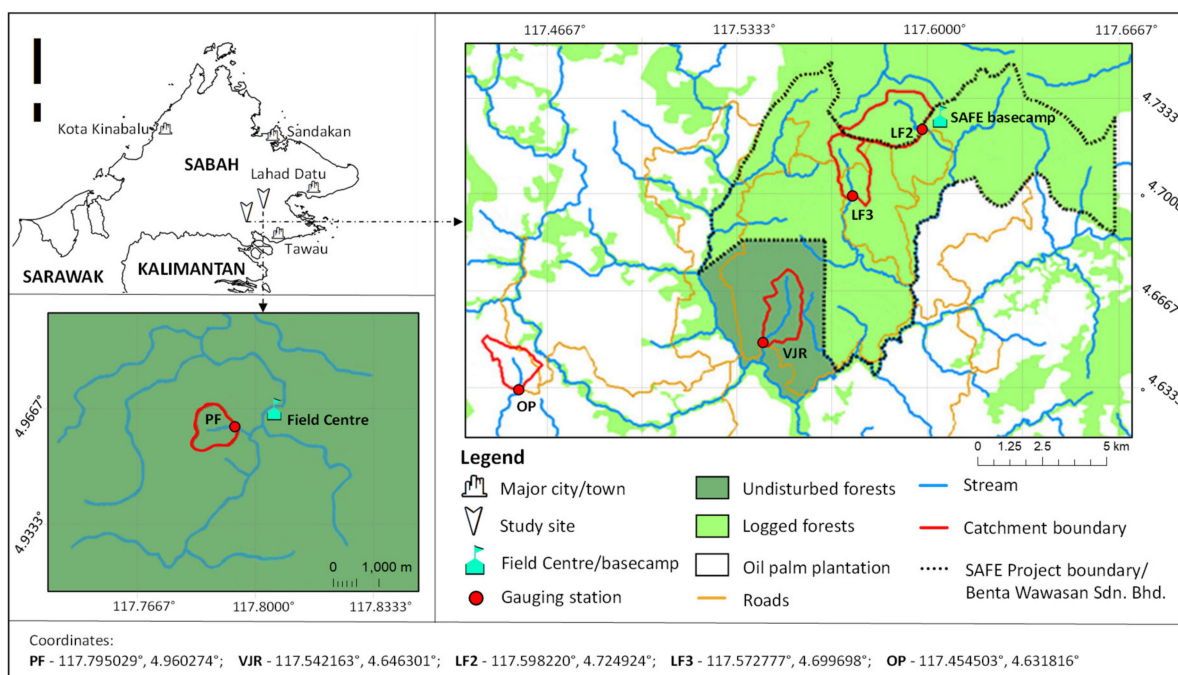 Kota Kinabalu
Sandakan
SABAH
Lahad Datu
Tawau
SARAWAK
KALIMANTAN
117.4667° 117.5333° 117.6000° 117.6667°
4.7333°
4.7000°
4.6667°
4.6333°
LF2
SAFE basecamp
LF3
VJR
OP
0 1.25 2.5 5 km
4.9667°
4.9333°
PF
Field Centre
0 1,000 m
117.7667° 117.8000° 117.8333°
Legend
Major city/town
Study site
Field Centre/basecamp
Gauging station
Undisturbed forests
Logged forests
Oil palm plantation
Roads
Stream
Catchment boundary
SAFE Project boundary/
Benta Wawasan Sdn. Bhd.
Coordinates:
PF - 117.795029°, 4.960274°; VJR - 117.542163°, 4.646301°; LF2 - 117.598220°, 4.724924°; LF3 - 117.572777°, 4.699698°; OP - 117.454503°, 4.631816°